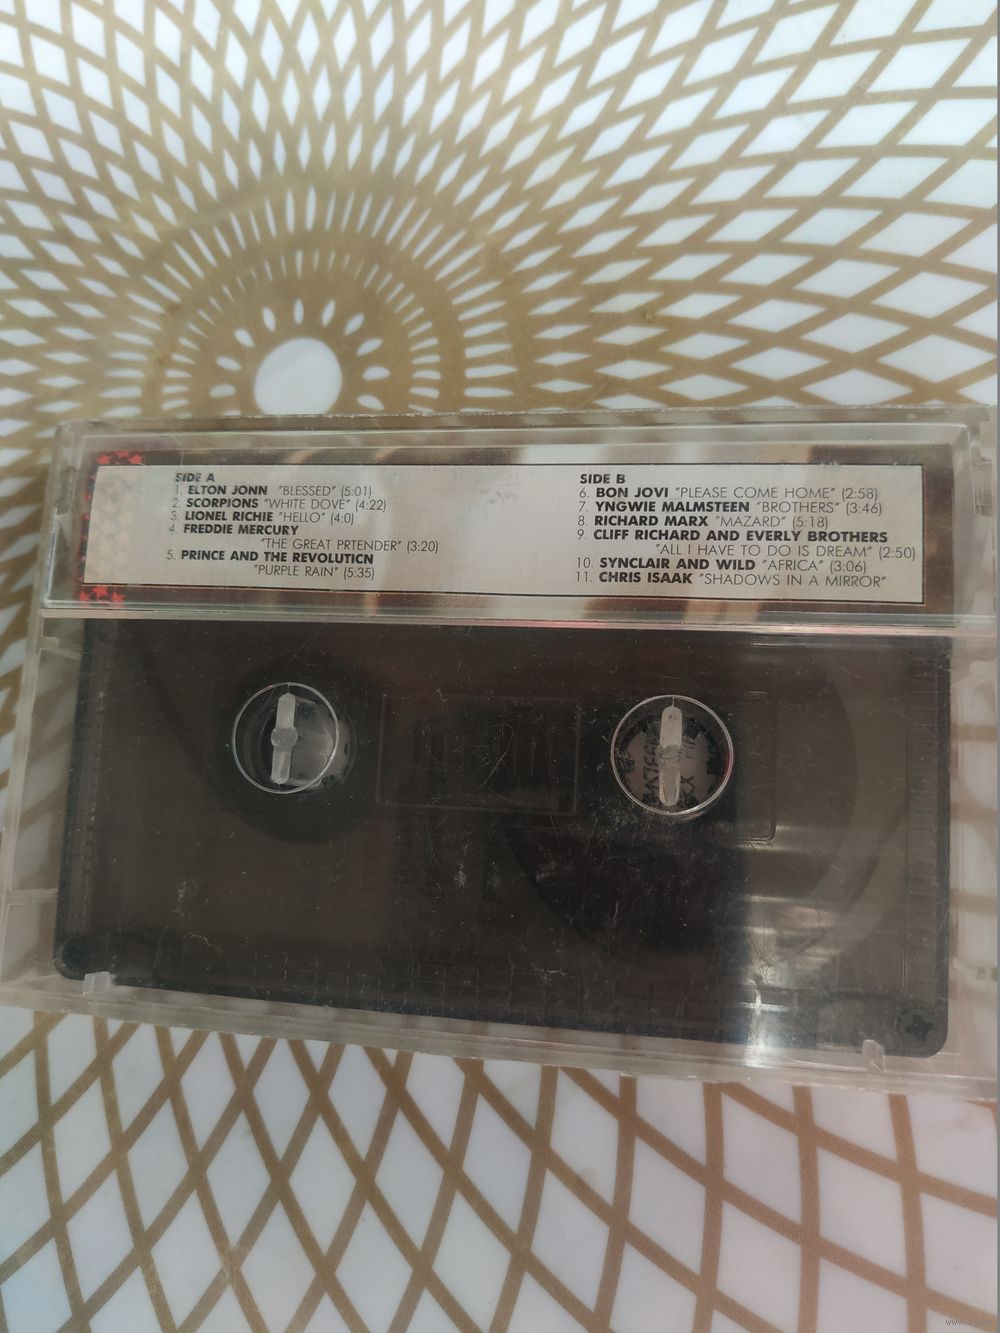 SIDE A
1. ELTON JONN "BLESSED" (5:01)
2. SCORPIONS "WHITE DOVE" (4:22)
3. LIONEL RICHIE "HELLO" (4:0)
4. FREDDIE MERCURY
"THE GREAT PRTENDER" (3:20)
5. PRINCE AND THE REVOLUTICN
"PURPLE RAIN" (5:35)
SIDE B
6. BON JOVI "PLEASE COME HOME" (2:58)
7. YNGWIE MALMSTEEN "BROTHERS" (3:46)
8. RICHARD MARX "MAZARD" (5:18)
9. CLIFF RICHARD AND EVERLY BROTHERS
"ALL I HAVE TO DO IS DREAM" (2:50)
10. SYNCLAIR AND WILD "AFRICA" (3:06)
11. CHRIS ISAAK "SHADOWS IN A MIRROR"